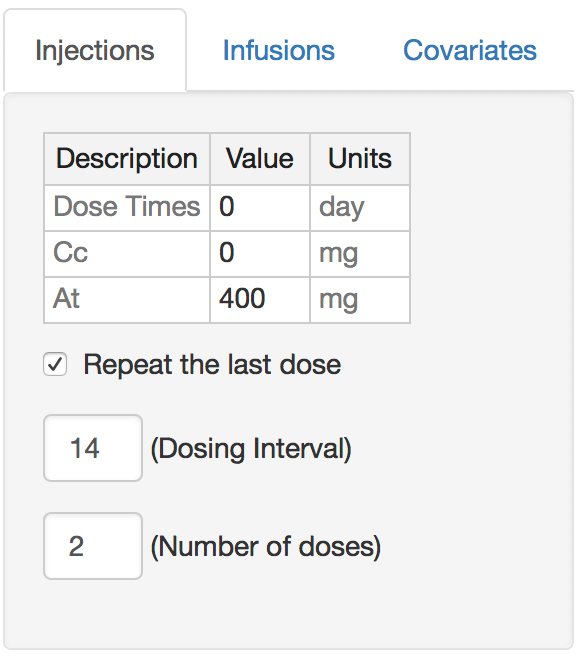 Injections Infusions Covariates
Description Value Units
Dose Times 0 day
Cc 0 mg
At 400 mg
Repeat the last dose
14 (Dosing Interval)
2 (Number of doses)